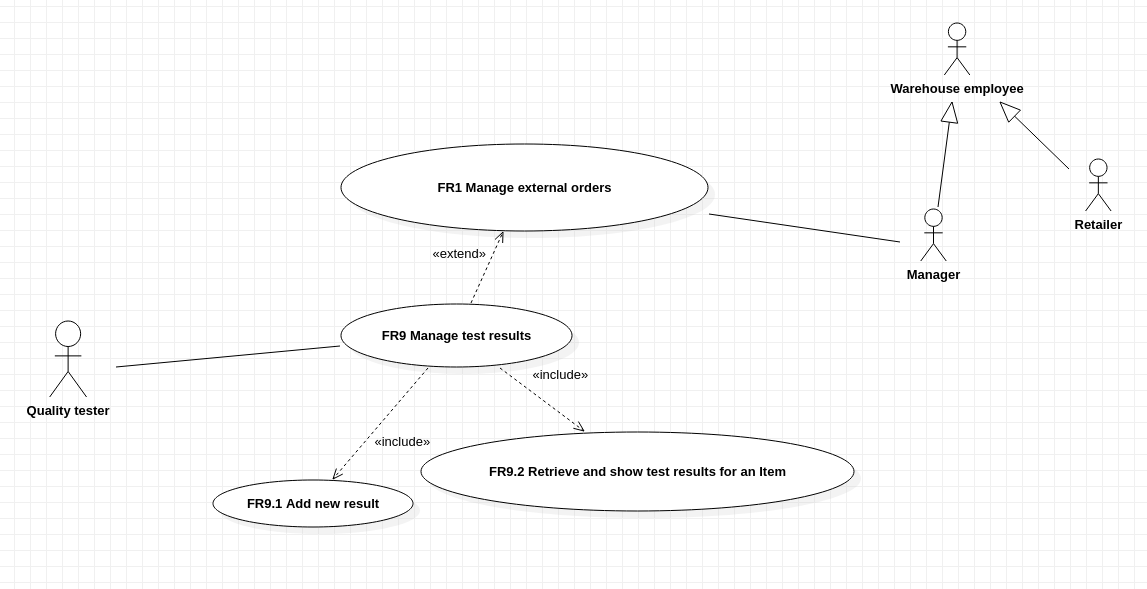 Warehouse employee
FR1 Manage external orders
Retailer
«extend»
Manager
FR9 Manage test results
«include»
Quality tester
«include»
FR9.2 Retrieve and show test results for an Item
FR9.1 Add new result